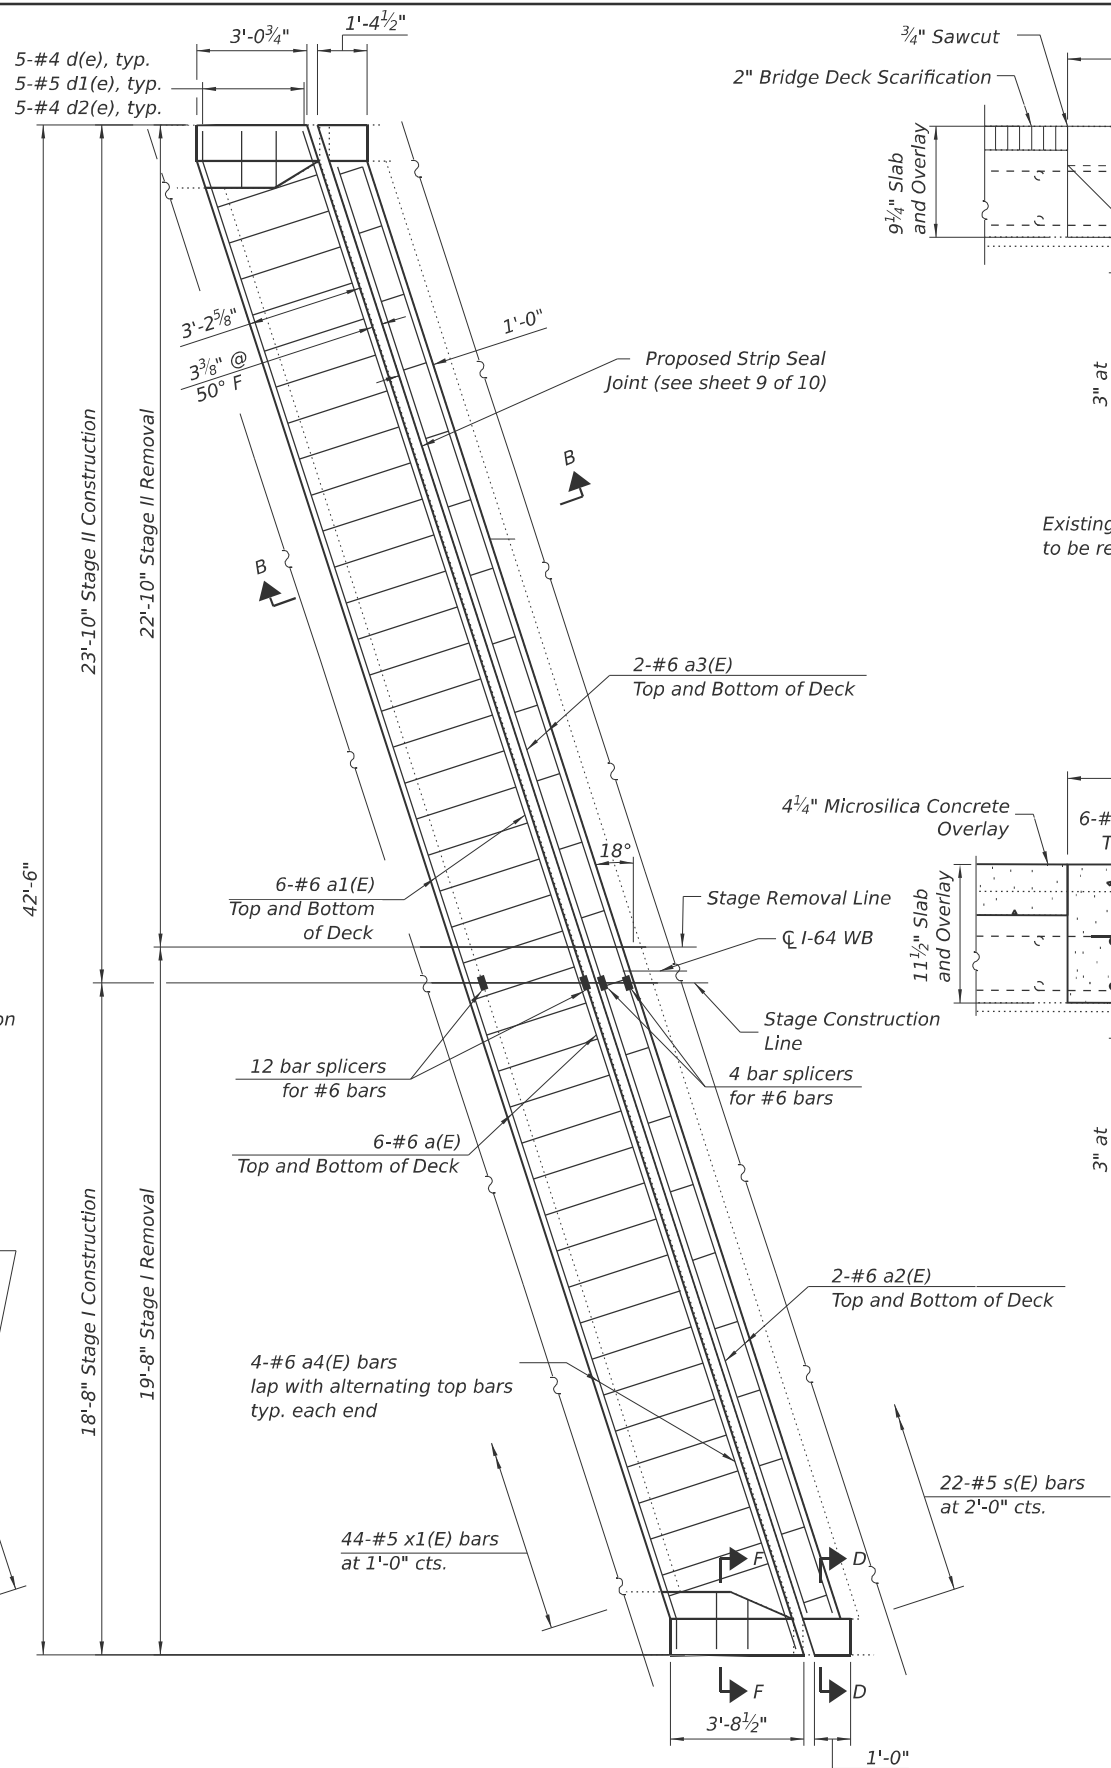 3'-0¾"
1'-4½"
5-#4 d(e), typ.
5-#5 d1(e), typ.
5-#4 d2(e), typ.
¾" Sawcut
2" Bridge Deck Scarification
9¼" Slab
and Overlay
3'-2⅝"
3⅜" @
50° F
1'-0"
Proposed Strip Seal
Joint (see sheet 9 of 10)
3" at
B
B
Existing
to be re
23'-10" Stage II Construction
22'-10" Stage II Removal
2-#6 a3(E)
Top and Bottom of Deck
4¼" Microsilica Concrete
Overlay
6-#
T
18°
42'-6"
6-#6 a1(E)
Top and Bottom
of Deck
Stage Removal Line
℄ I-64 WB
11½" Slab
and Overlay
on
Stage Construction
Line
12 bar splicers
for #6 bars
4 bar splicers
for #6 bars
6-#6 a(E)
Top and Bottom of Deck
3" at
18'-8" Stage I Construction
19'-8" Stage I Removal
2-#6 a2(E)
Top and Bottom of Deck
4-#6 a4(E) bars
lap with alternating top bars
typ. each end
22-#5 s(E) bars
at 2'-0" cts.
44-#5 x1(E) bars
at 1'-0" cts.
F
D
F
D
3'-8½"
1'-0"